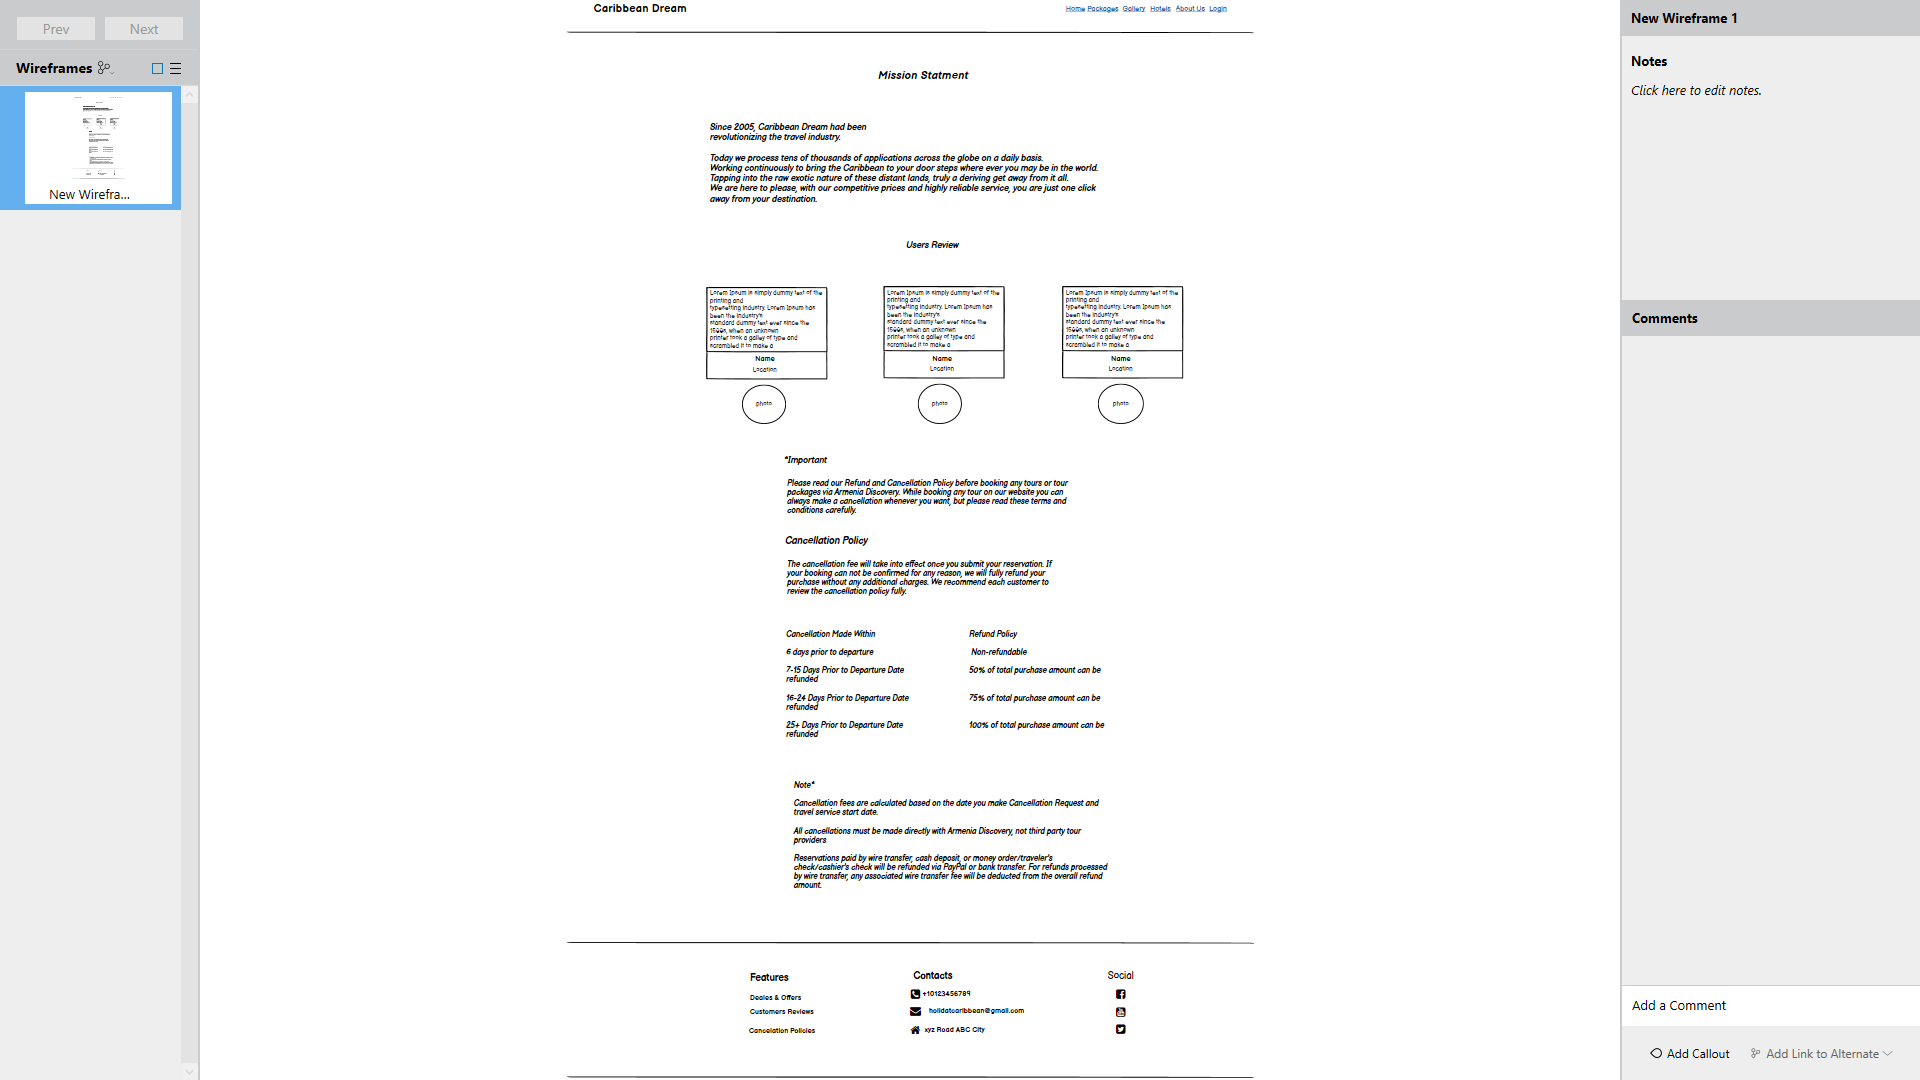 Prev Next
Wireframes
New Wirefra...
Caribbean Dream
Home Packages Gallery Hotels About Us Login
Mission Statment
Since 2005, Caribbean Dream had been
revolutionizing the travel industry.
Today we process tens of thousands of applications across the globe on a daily basis.
Working continuously to bring the Caribbean to your door steps where ever you may be in the world.
Tapping into the raw exotic nature of these distant lands, truly a deriving get away from it all.
We are here to please, with our competitive prices and highly reliable service, you are just one click
away from your destination.
Users Review
Lorem Ipsum is simply dummy text of the
printing and
typesetting industry. Lorem Ipsum has
been the industry's
standard dummy text ever since the
1500s, when an unknown
printer took a galley of type and
scrambled it to make a
Name
Location
photo
Lorem Ipsum is simply dummy text of the
printing and
typesetting industry. Lorem Ipsum has
been the industry's
standard dummy text ever since the
1500s, when an unknown
printer took a galley of type and
scrambled it to make a
Name
Location
photo
Lorem Ipsum is simply dummy text of the
printing and
typesetting industry. Lorem Ipsum has
been the industry's
standard dummy text ever since the
1500s, when an unknown
printer took a galley of type and
scrambled it to make a
Name
Location
photo
*Important
Please read our Refund and Cancellation Policy before booking any tours or tour
packages via Armenia Discovery. While booking any tour on our website you can
always make a cancellation whenever you want, but please read these terms and
conditions carefully.
Cancellation Policy
The cancellation fee will take into effect once you submit your reservation. If
your booking can not be confirmed for any reason, we will fully refund your
purchase without any additional charges. We recommend each customer to
review the cancellation policy fully.
Cancellation Made Within Refund Policy
6 days prior to departure Non-refundable
7-15 Days Prior to Departure Date 50% of total purchase amount can be
refunded
16-24 Days Prior to Departure Date 75% of total purchase amount can be
refunded
25+ Days Prior to Departure Date 100% of total purchase amount can be
refunded
Note*
Cancellation fees are calculated based on the date you make Cancellation Request and
travel service start date.
All cancellations must be made directly with Armenia Discovery, not third party tour
providers
Reservations paid by wire transfer, cash deposit, or money order/traveler's
check/cashier's check will be refunded via PayPal or bank transfer. For refunds processed
by wire transfer, any associated wire transfer fee will be deducted from the overall refund
amount.
Features
Deales & Offers
Customers Reviews
Cancelation Policies
Contacts
+10123456789
holidatcaribbean@gmail.com
xyz Road ABC City
Social
New Wireframe 1
Notes
Click here to edit notes.
Comments
Add a Comment
Add Callout Add Link to Alternate